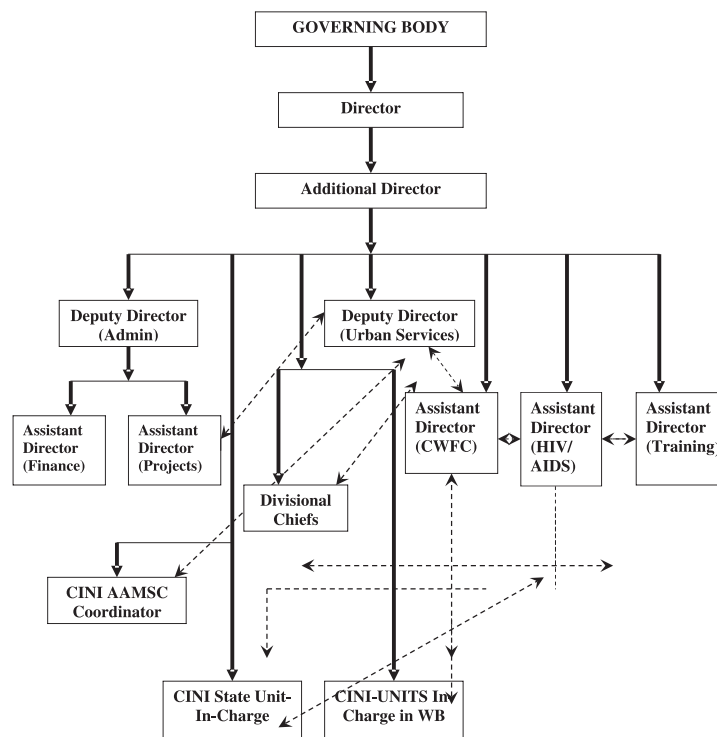 GOVERNING BODY
Director
Additional Director
Deputy Director
(Admin)
Deputy Director
(Urban Services)
Assistant
Director
(Finance)
Assistant
Director
(Projects)
Assistant
Director
(CWFC)
Assistant
Director
(HIV/
AIDS)
Assistant
Director
(Training)
Divisional
Chiefs
CINI AAMSC
Coordinator
CINI State Unit-
In-Charge
CINI-UNITS In-
Charge in WB